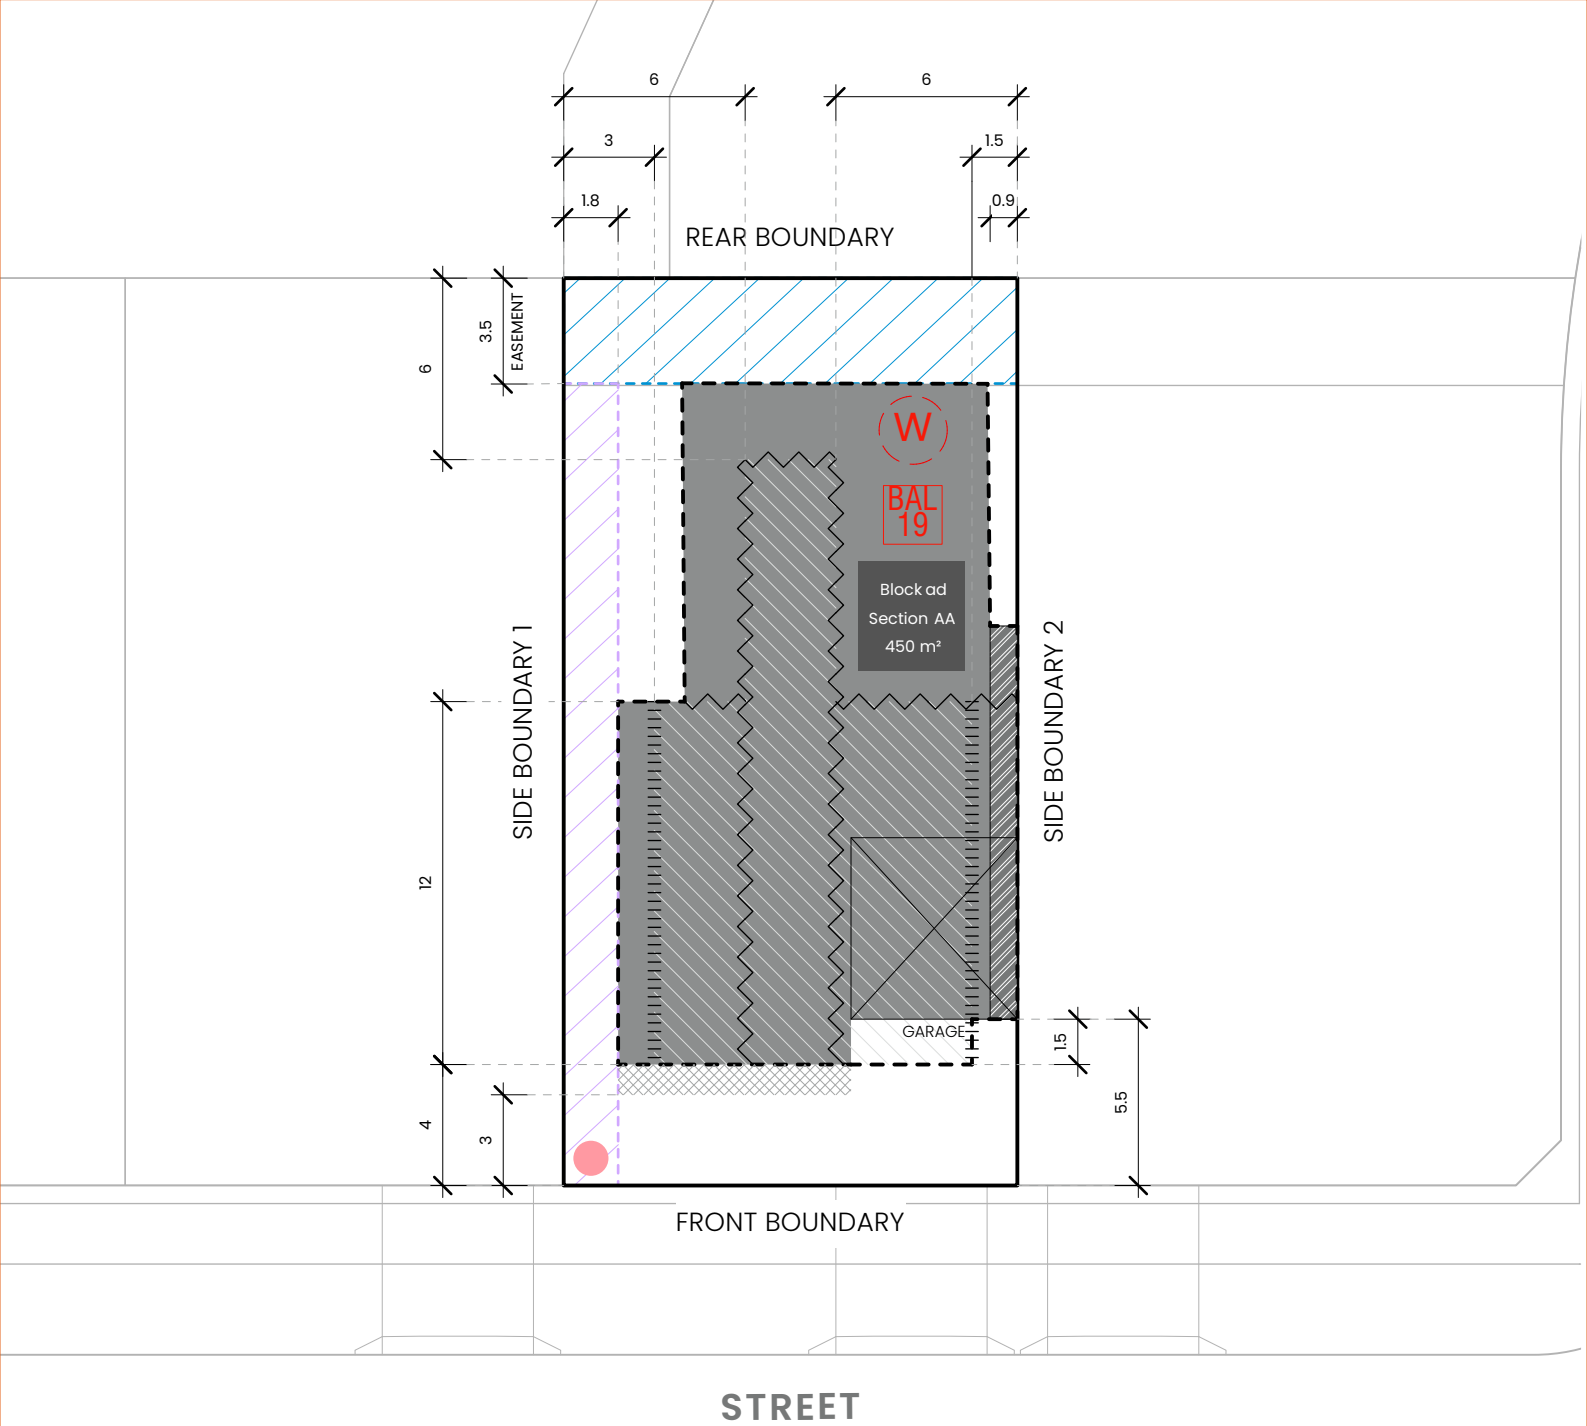 6
6
3
1.5
1.8
0.9
REAR BOUNDARY
6
3.5
EASEMENT
W
BAL
19
Block ad
Section AA
450 m²
SIDE BOUNDARY 1
SIDE BOUNDARY 2
12
GARAGE
1.5
5.5
4
3
FRONT BOUNDARY
STREET